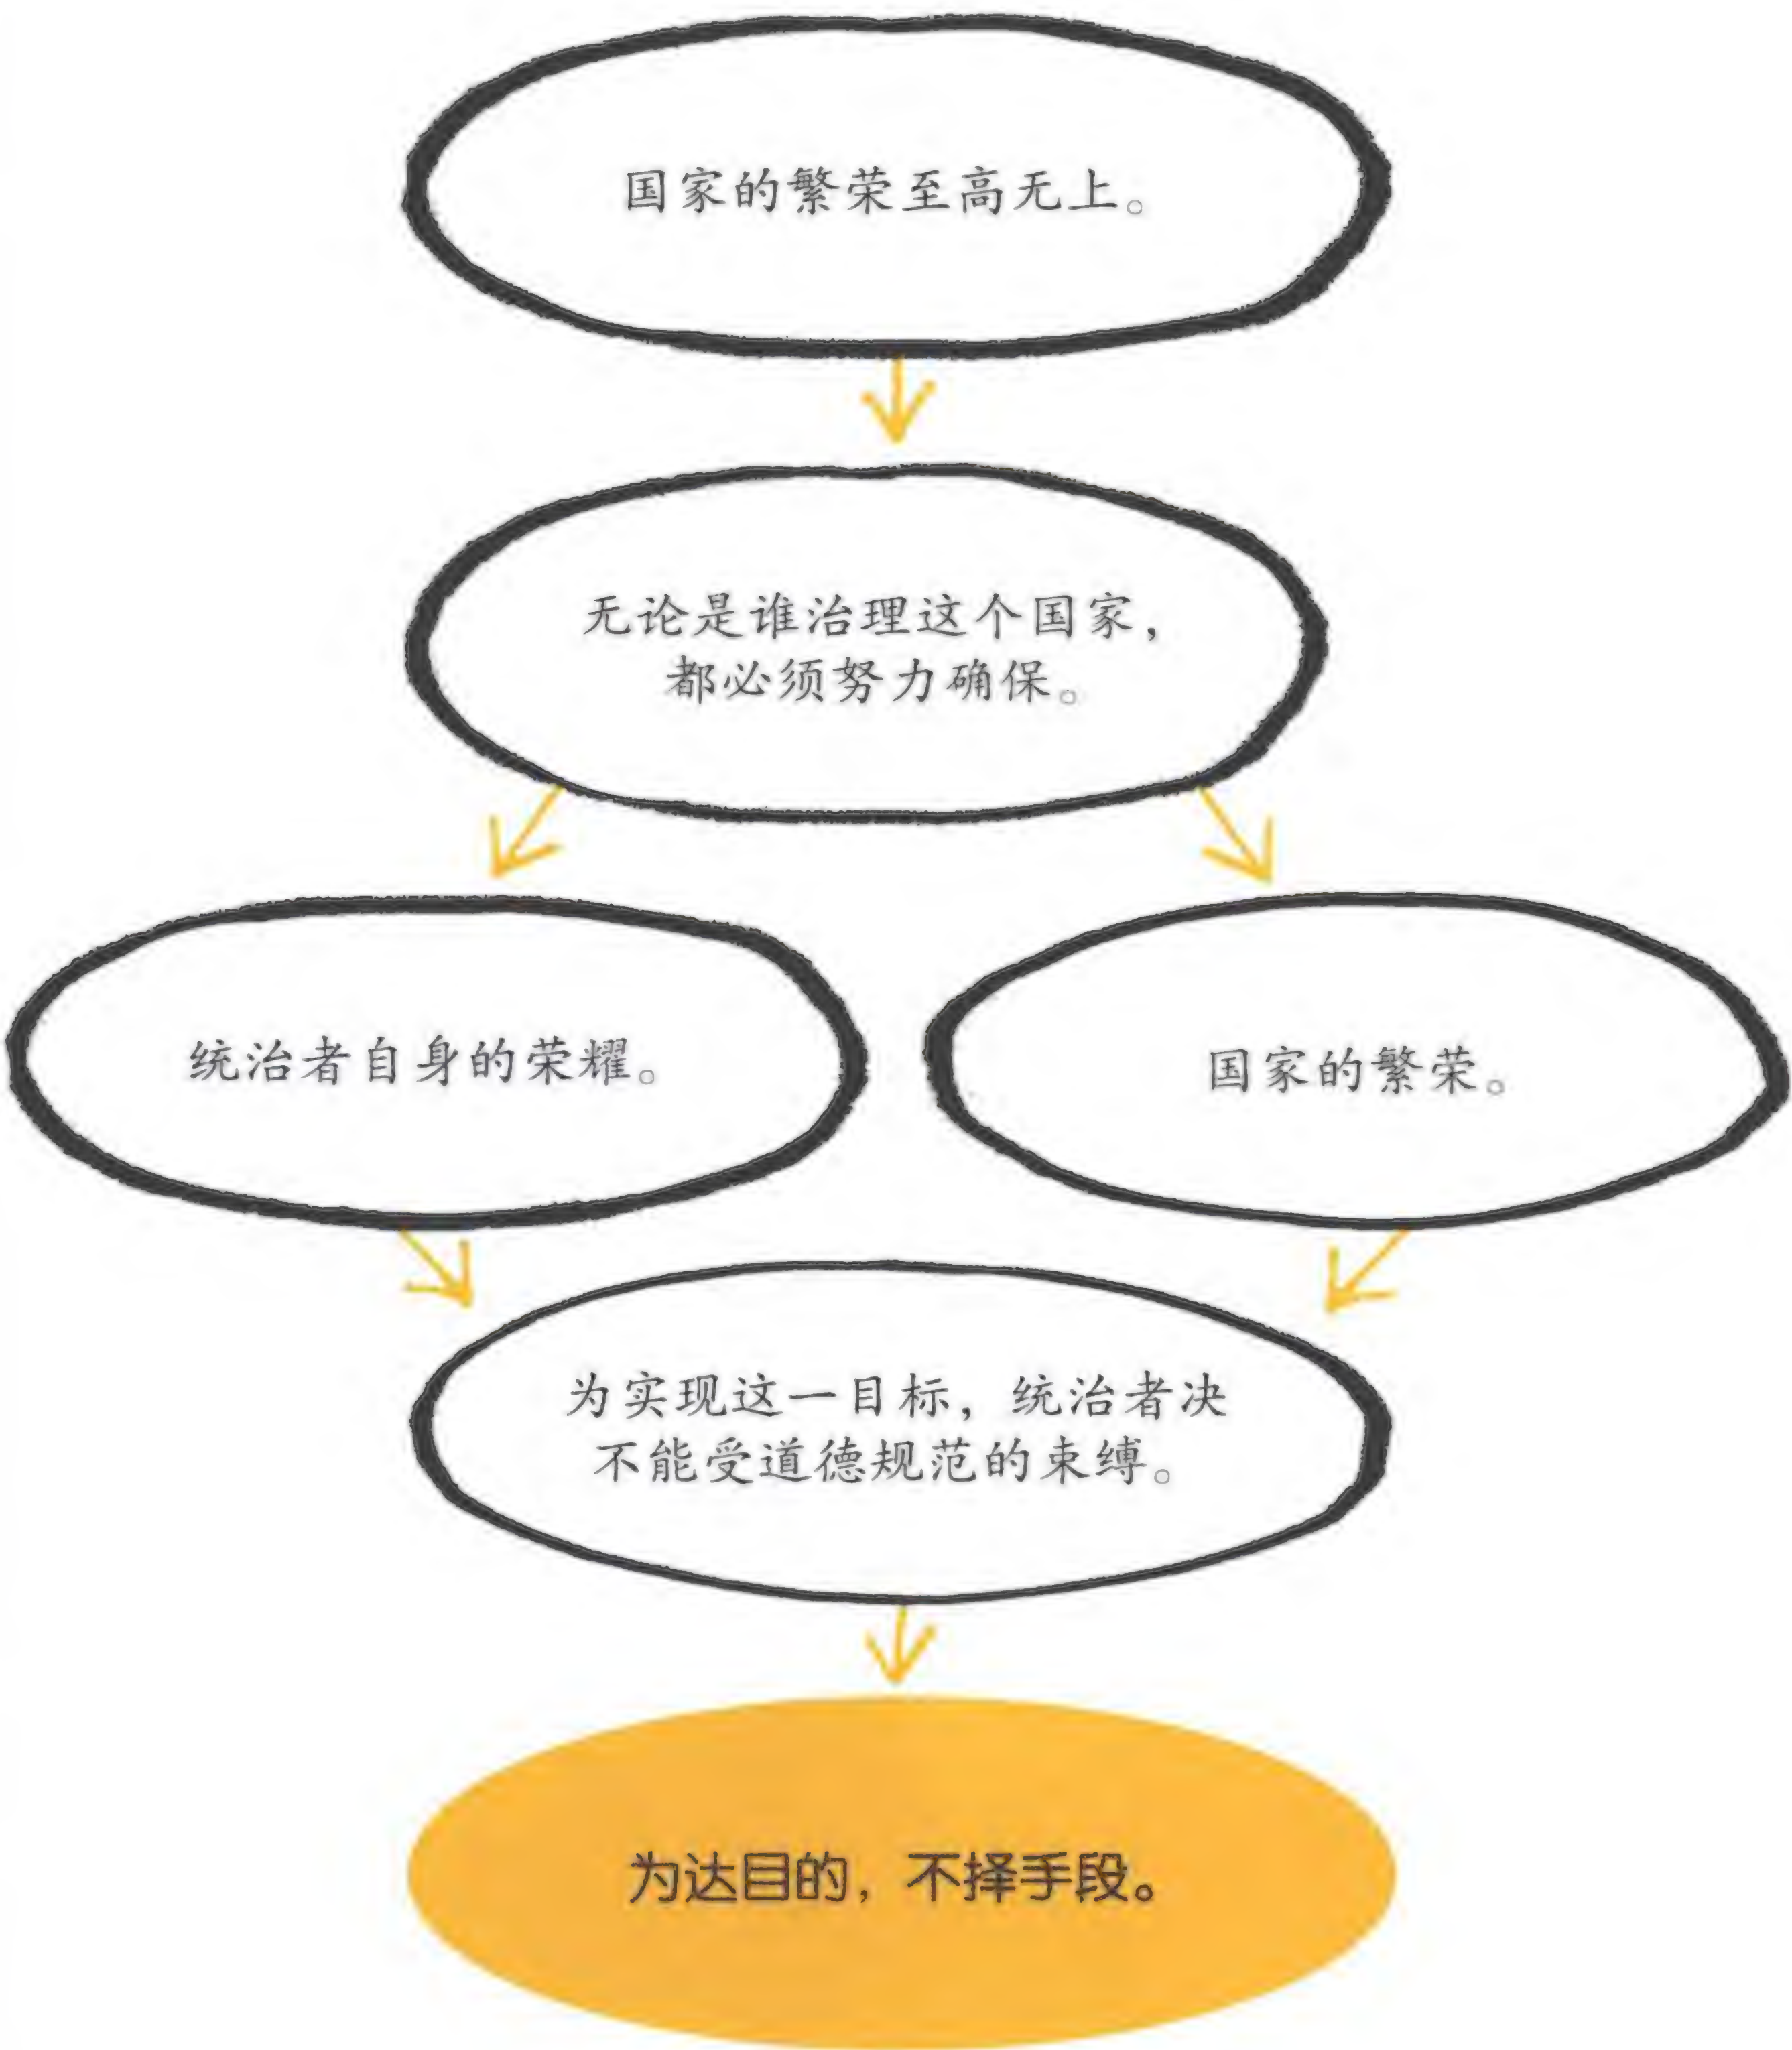 国家的繁荣至高无上。
无论是谁治理这个国家，
都必须努力确保。
统治者自身的荣耀。
国家的繁荣。
为实现这一目标，统治者决
不能受道德规范的束缚。
为达目的，不择手段。